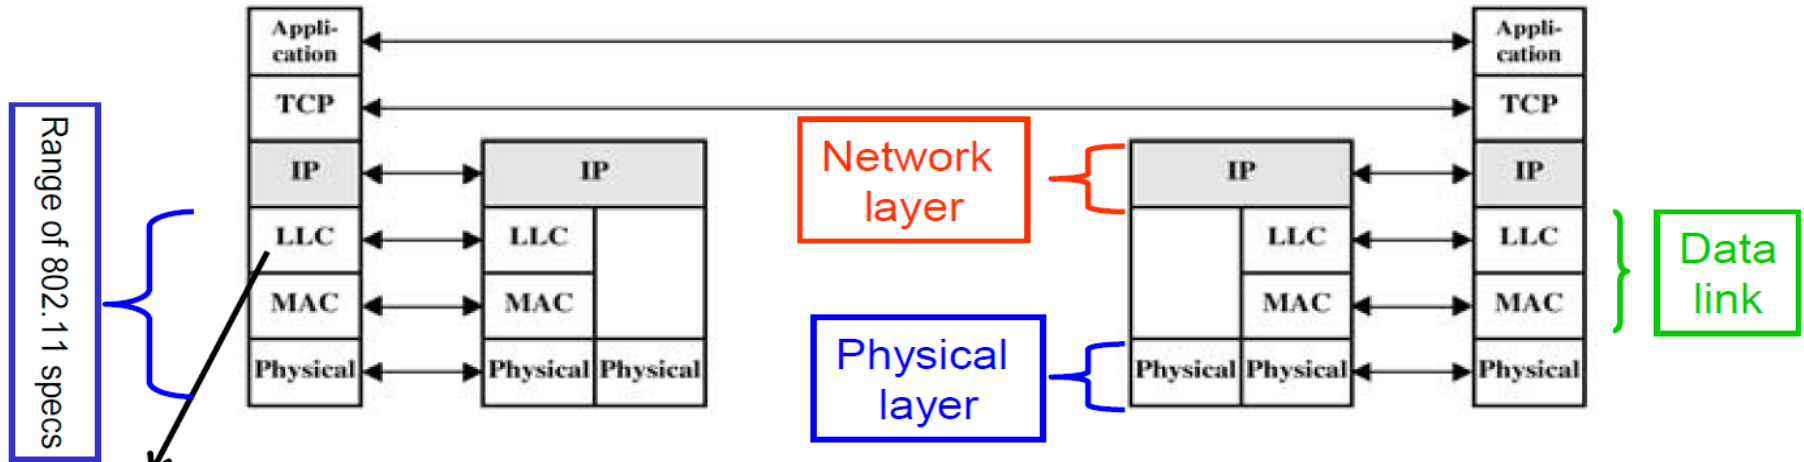 Range of 802.11 specs
Appli-
cation
TCP
IP
LLC
MAC
Physical
IP
LLC
MAC
Physical
Physical
Network
layer
Physical
layer
IP
LLC
MAC
Physical
Physical
Appli-
cation
TCP
IP
LLC
MAC
Physical
Data
link